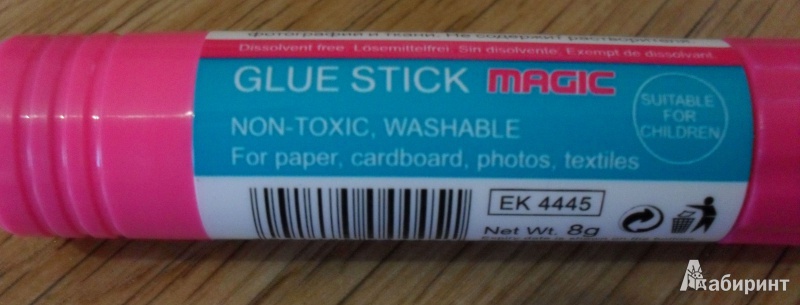 фотографий и ткани. Не содержит растворителя.
Dissolvent free. Lösemittelfrei. Sin disolvente. Exempt de dissolvant.
GLUE STICK MAGIC
NON-TOXIC, WASHABLE
For paper, cardboard, photos, textiles
SUITABLE
FOR
CHILDREN
EK 4445
Net Wt. 8g
Лабиринт